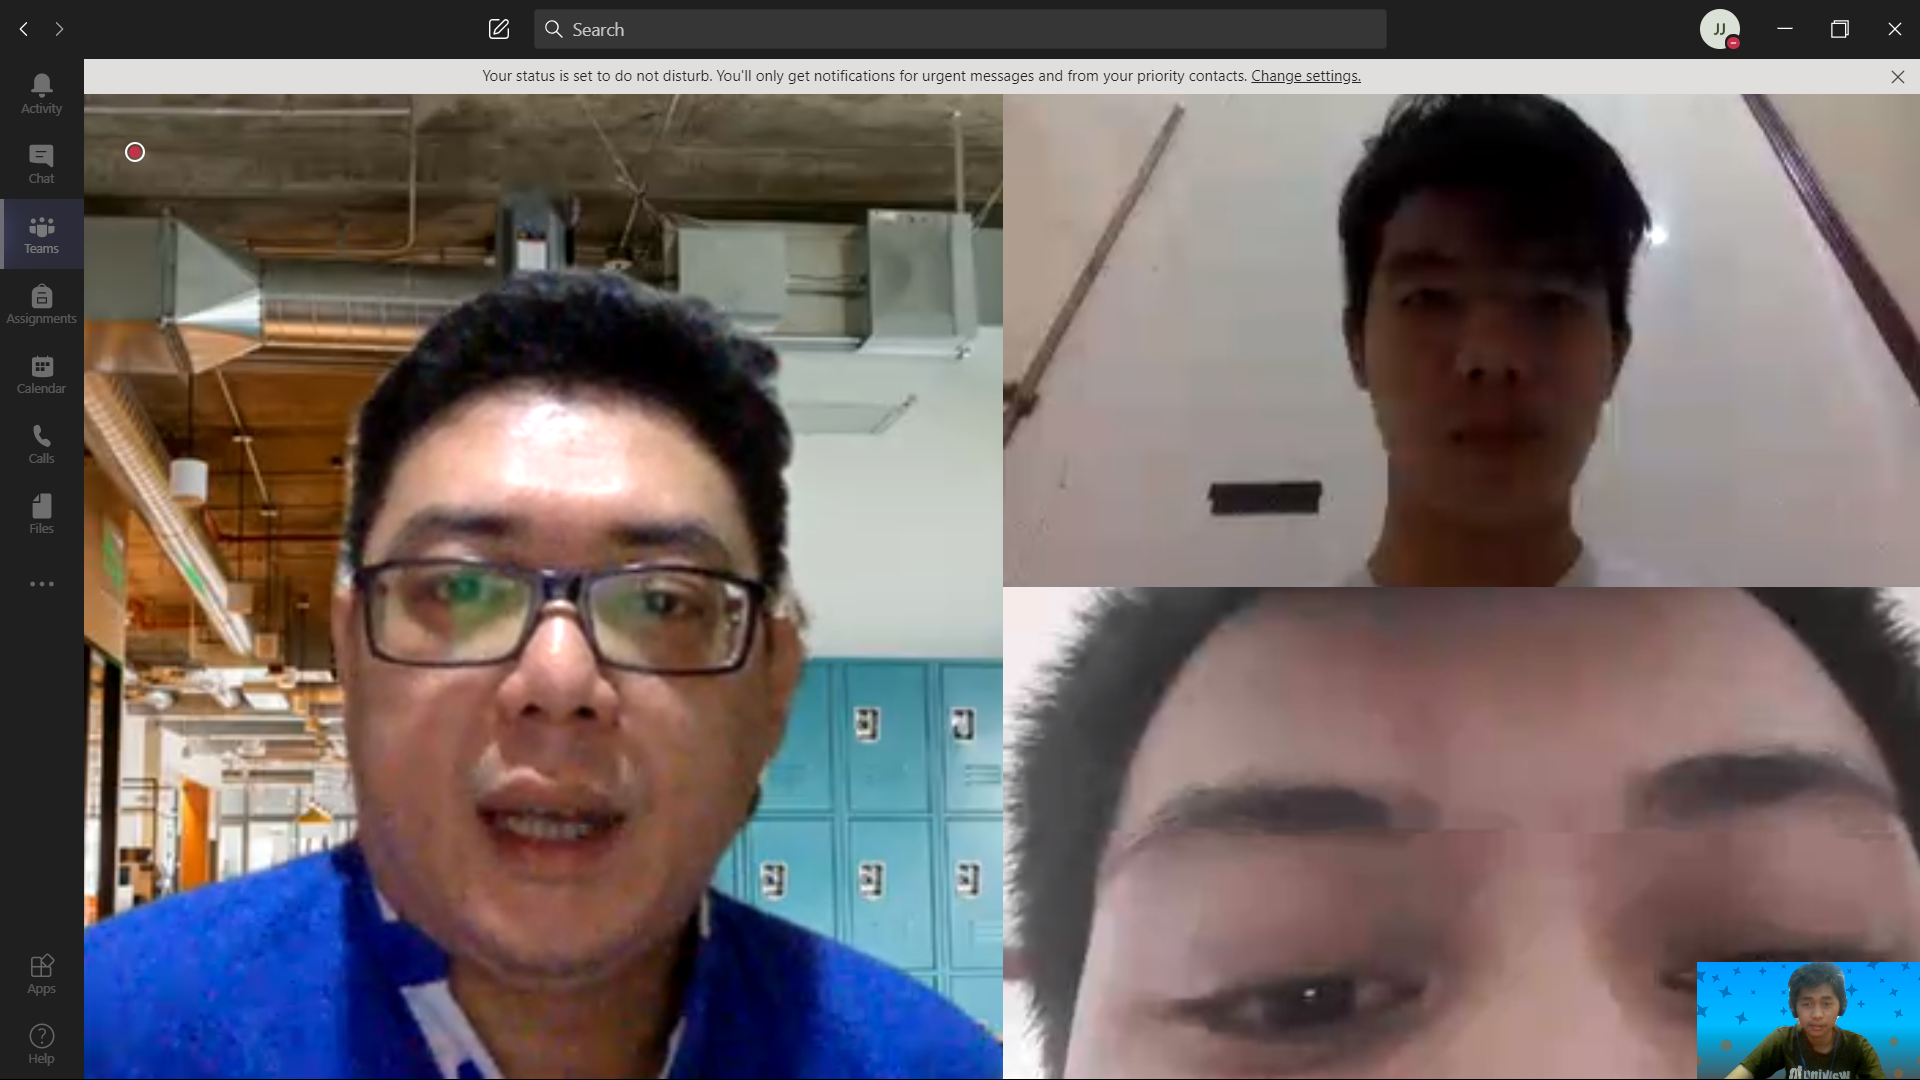 Search
JJ
Your status is set to do not disturb. You'll only get notifications for urgent messages and from your priority contacts. Change settings.
Activity
Chat
Teams
Assignments
Calendar
Calls
Files
Apps
Help